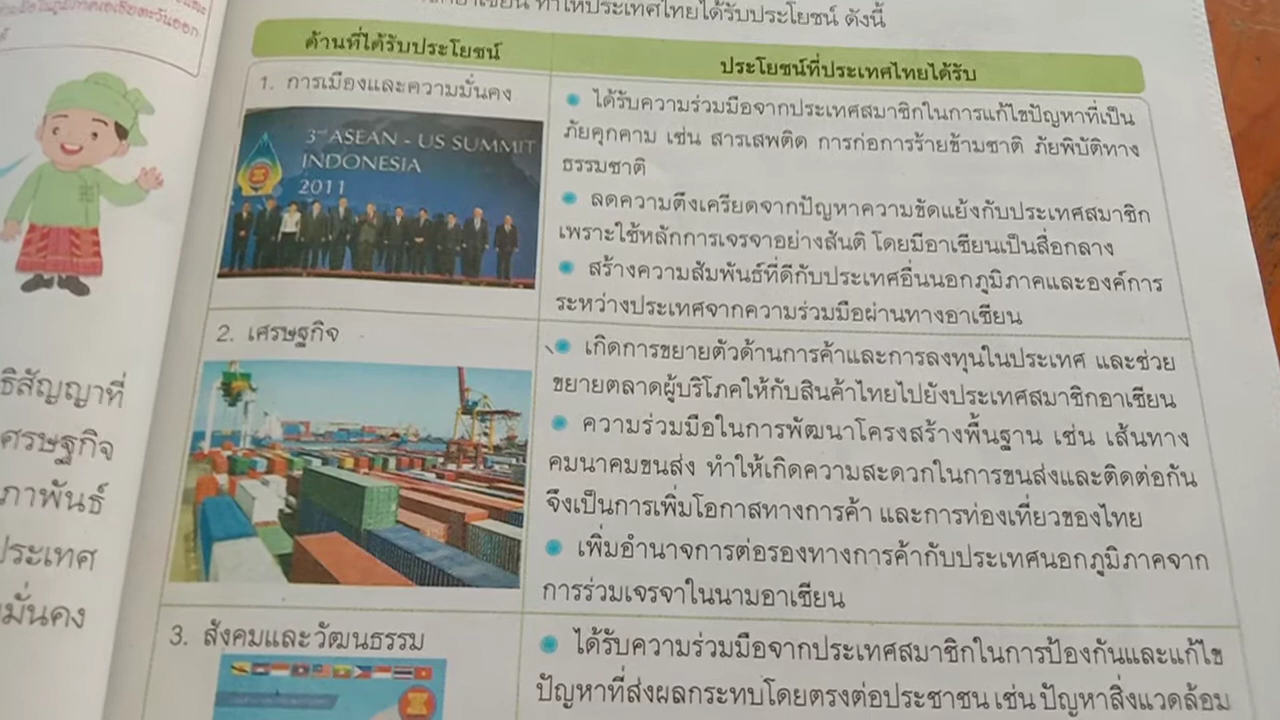 ทำให้ประเทศไทยได้รับประโยชน์ ดังนี้
ด้านที่ได้รับประโยชน์
ประโยชน์ที่ประเทศไทยได้รับ
1. การเมืองและความมั่นคง
3rd ASEAN - US SUMMIT
INDONESIA
2011
ได้รับความร่วมมือจากประเทศสมาชิกในการแก้ไขปัญหาที่เป็น
ภัยคุกคาม เช่น สารเสพติด การก่อการร้ายข้ามชาติ ภัยพิบัติทาง
ธรรมชาติ
ลดความตึงเครียดจากปัญหาความขัดแย้งกับประเทศสมาชิก
เพราะใช้หลักการเจรจาอย่างสันติ โดยมีอาเซียนเป็นสื่อกลาง
สร้างความสัมพันธ์ที่ดีกับประเทศอื่นนอกภูมิภาคและองค์การ
ระหว่างประเทศจากความร่วมมือผ่านทางอาเซียน
2. เศรษฐกิจ
เกิดการขยายตัวด้านการค้าและการลงทุนในประเทศ และช่วย
ขยายตลาดผู้บริโภคให้กับสินค้าไทยไปยังประเทศสมาชิกอาเซียน
ความร่วมมือในการพัฒนาโครงสร้างพื้นฐาน เช่น เส้นทาง
คมนาคมขนส่ง ทำให้เกิดความสะดวกในการขนส่งและติดต่อกัน
จึงเป็นการเพิ่มโอกาสทางการค้า และการท่องเที่ยวของไทย
เพิ่มอำนาจการต่อรองทางการค้ากับประเทศนอกภูมิภาคจาก
การร่วมเจรจาในนามอาเซียน
3. สังคมและวัฒนธรรม
ได้รับความร่วมมือจากประเทศสมาชิกในการป้องกันและแก้ไข
ปัญหาที่ส่งผลกระทบโดยตรงต่อประชาชน เช่น ปัญหาสิ่งแวดล้อม
ธิสัญญาที่
ศรษฐกิจ
ภาพันธ์
ประเทศ
มั่นคง